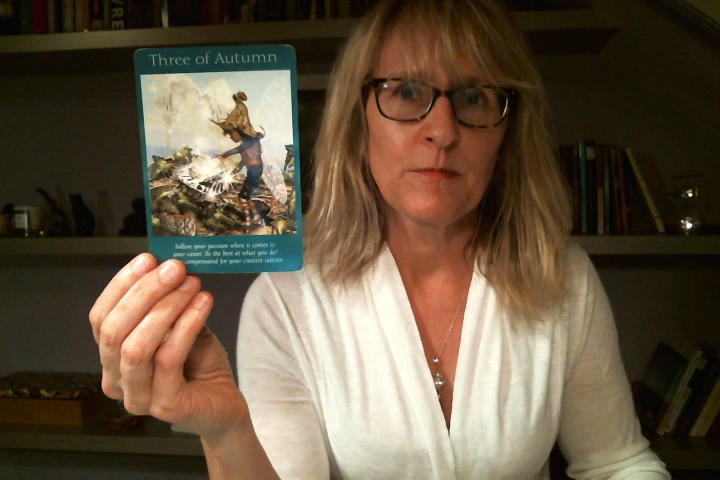 Three of Autumn
Follow your passion when it comes to
your career. Be the best at what you do!
compensated for your creative talents